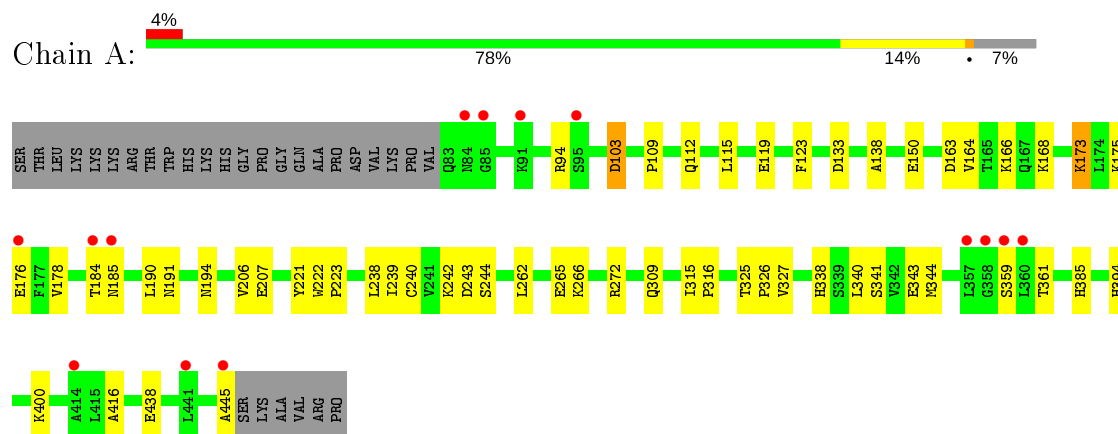 4%
Chain A:
78% 14% • 7%
SER THR LEU LYS LYS LYS ARG THR TRP HIS LYS HIS GLY PRO GLY GLN ALA PRO ASP VAL LYS PRO VAL Q83 N84 G85 K91 R94 S95 D103 P109 Q112 L115 E119 F123 D133 A138 E150 D163 V164 T165 K166 Q167 K168 K173 L174 K175
E176 F177 V178 T184 N185 L190 N191 N194 V206 E207 Y221 W222 P223 L238 I239 C240 V241 K242 D243 S244 L262 E265 K266 R272 Q309 I315 P316 T325 P326 V327 H338 S339 L340 S341 V342 E343 M344 L357 G358 S359 L360 T361 H385 H394
K400 A414 L415 A416 E438 L441 A445 SER LYS ALA VAL ARG PRO